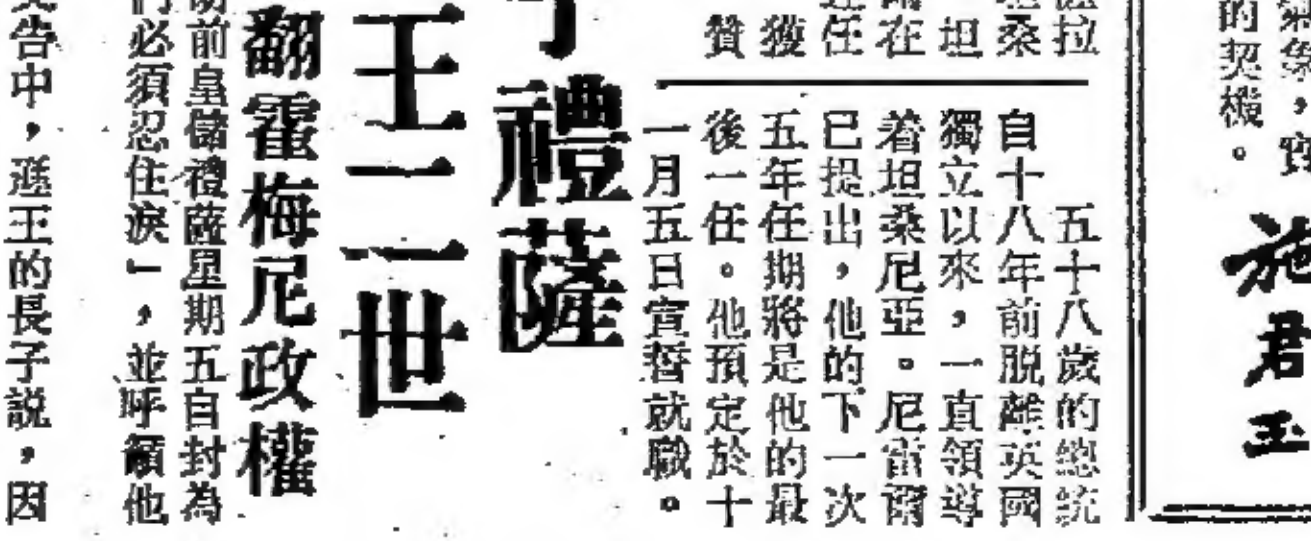 象,實
的契機。
施君玉
拉
桑
坦
在
任
獲
贊
五十八歲的總統
自十八年前脱離英國
獨立以來,一直領導
着坦桑尼亞。尼雷爾
已提出,他的下一次
五年任期將是他的最
後一任。他預定於十
一月五日宣誓就職。
禮薩
王二世
翻霍梅尼政權
前皇儲禮薩星期五自封為
們必須忍住淚」,並呼籲他
告中,遜王的長子説,因